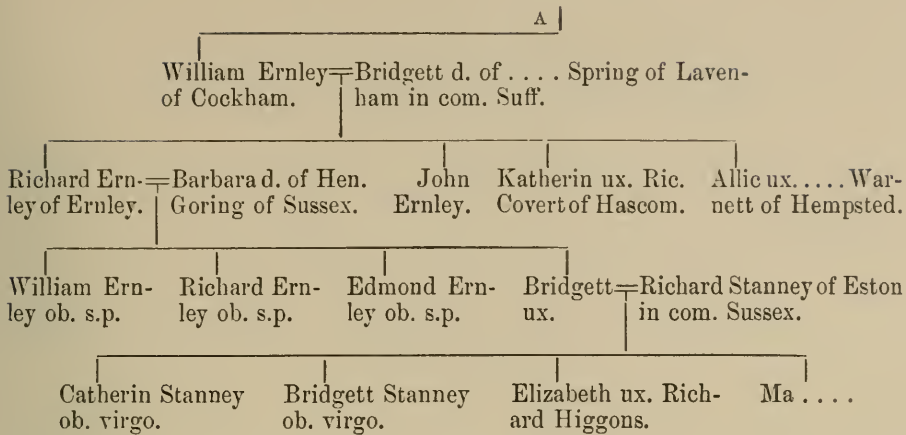 A
William Ernley=Bridgett d. of . . . . Spring of Laven-
of Cockham. ham in com. Suff.
Richard Ern-=Barbara d. of Hen. John Katherin ux. Ric. Allic ux. . . . . War-
ley of Ernley. Goring of Sussex. Ernley. Covert of Hascom. nett of Hempsted.
William Ern- Richard Ern- Edmond Ern- Bridgett=Richard Stanney of Eston
ley ob. s.p. ley ob. s.p. ley ob. s.p. ux. in com. Sussex.
Catherin Stanney Bridgett Stanney Elizabeth ux. Rich- Ma . . . .
ob. virgo. ob. virgo. ard Higgons.